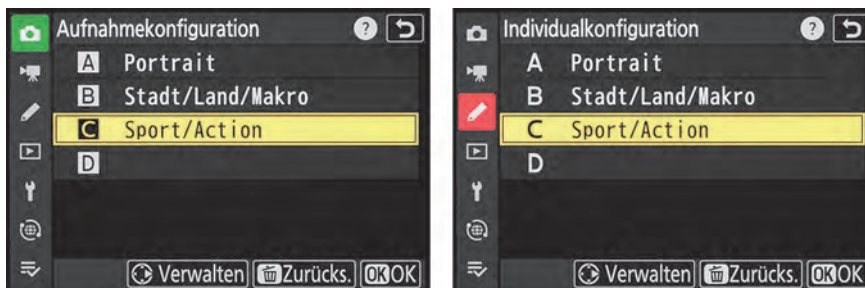 Aufnahmekonfiguration ?
A Portrait
B Stadt/Land/Makro
C Sport/Action
D
Verwalten Zurücks. OK OK
Individualkonfiguration ?
A Portrait
B Stadt/Land/Makro
C Sport/Action
D
Verwalten Zurücks. OK OK